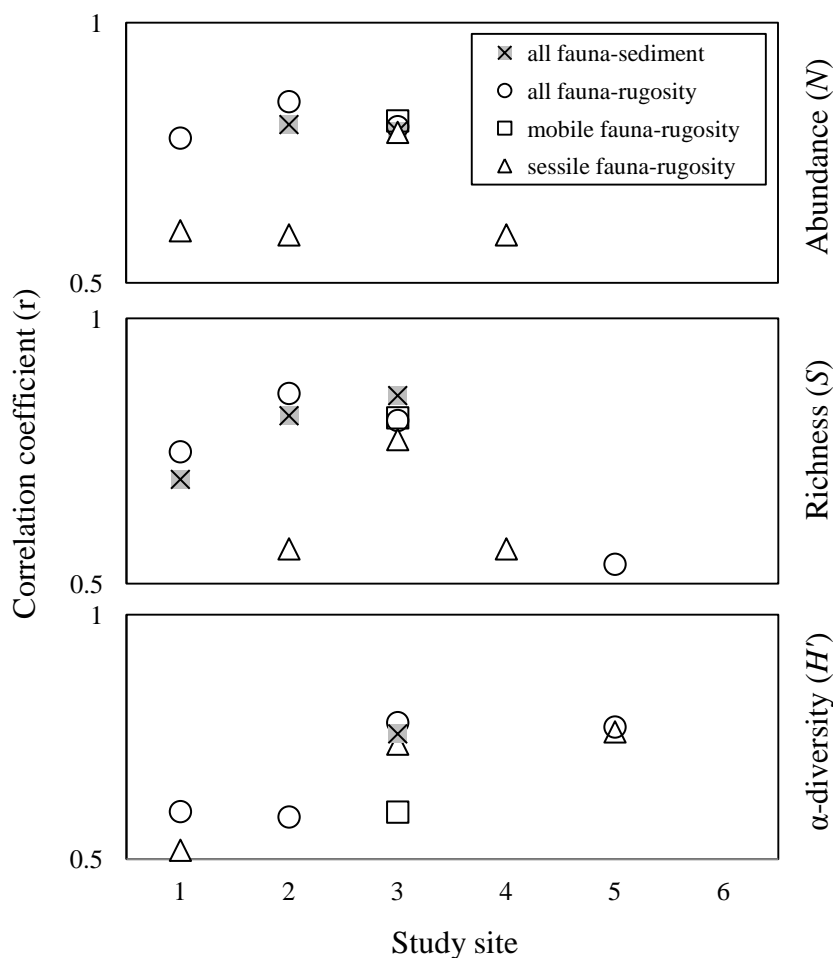 1
all fauna-sediment
all fauna-rugosity
mobile fauna-rugosity
sessile fauna-rugosity
0.5
Abundance (N)
1
0.5
Richness (S)
Correlation coefficient (r)
1
0.5
α-diversity (H')
1 2 3 4 5 6
Study site